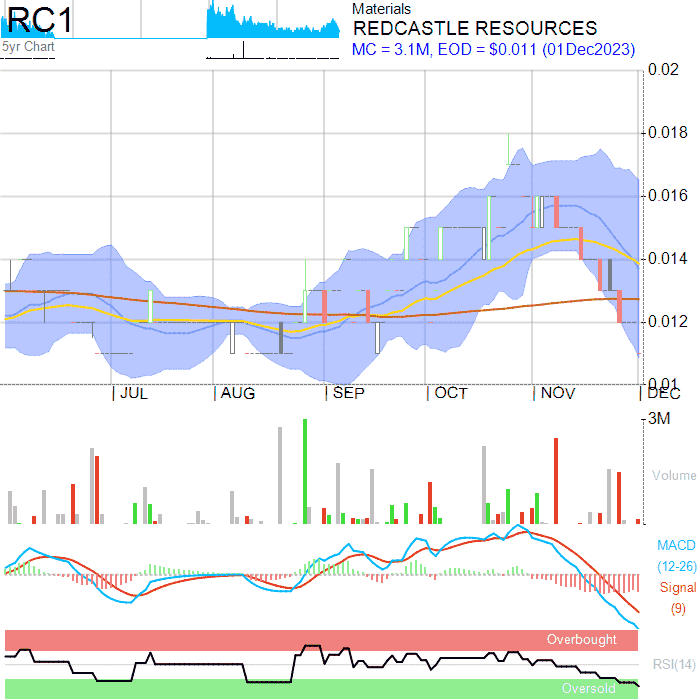 RC1
5yr Chart
Materials
REDCASTLE RESOURCES
MC = 3.1M, EOD = $0.011 (01Dec2023)
0.02
0.018
0.016
0.014
0.012
0.01
JUL AUG SEP OCT NOV DEC
3M
Volume
MACD
(12-26)
Signal
(9)
Overbought
RSI(14)
Oversold